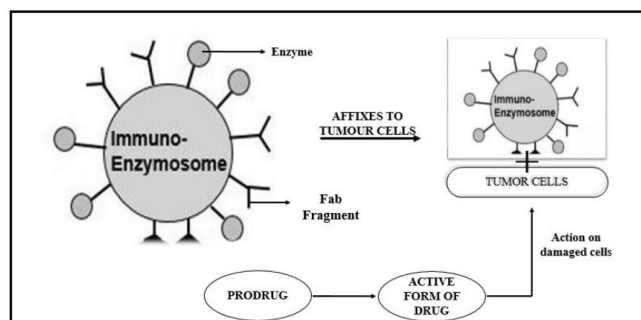 Enzyme
Immuno-
Enzymosome
AFFIXES TO
TUMOUR CELLS
Immuno-
Enzymosome
TUMOR CELLS
Fab
Fragment
Action on
damaged cells
PRODRUG
ACTIVE
FORM OF
DRUG